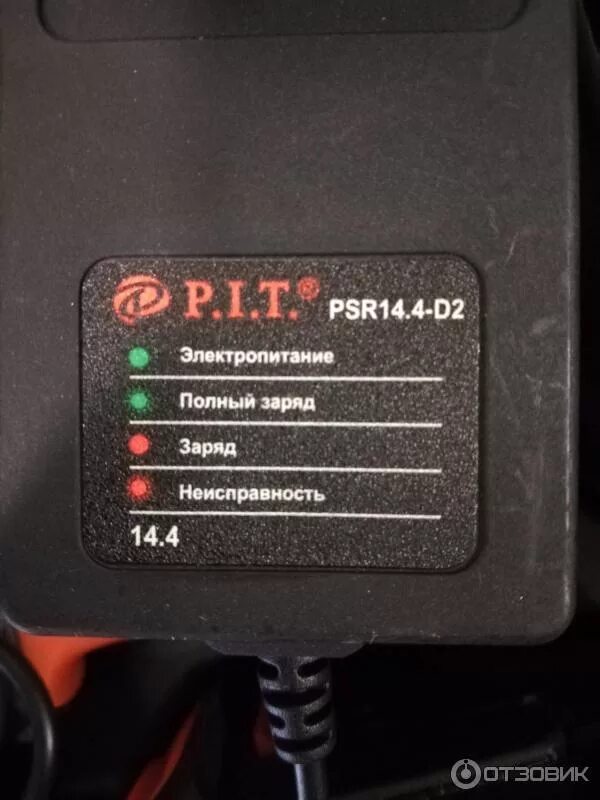 P.I.T.® PSR14.4-D2
Электропитание
Полный заряд
Заряд
Неисправность
14.4
ОТЗОВИК